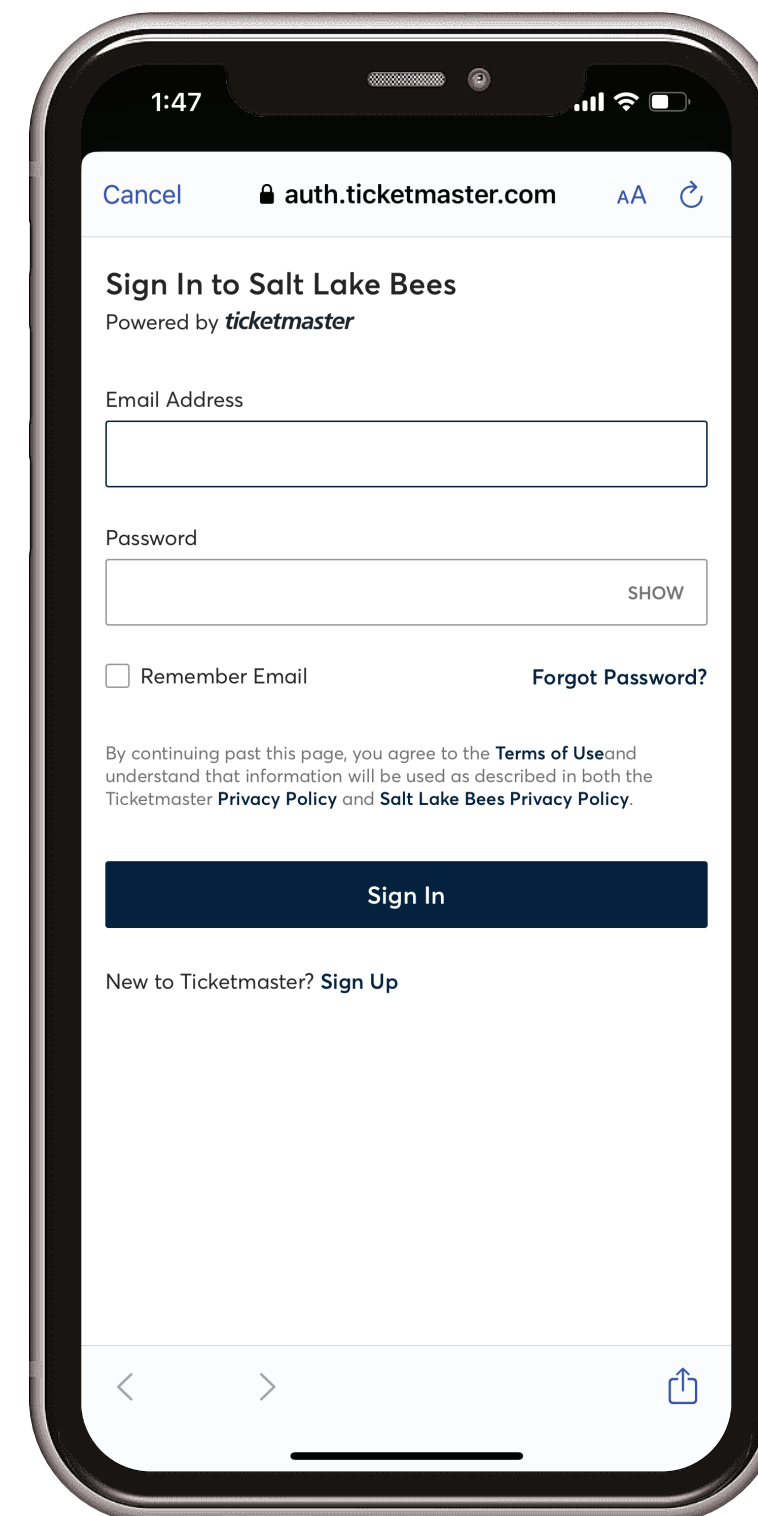 1:47
Cancel auth.ticketmaster.com AA
Sign In to Salt Lake Bees
Powered by ticketmaster
Email Address
Password
SHOW
Remember Email Forgot Password?
By continuing past this page, you agree to the Terms of Useand
understand that information will be used as described in both the
Ticketmaster Privacy Policy and Salt Lake Bees Privacy Policy.
Sign In
New to Ticketmaster? Sign Up